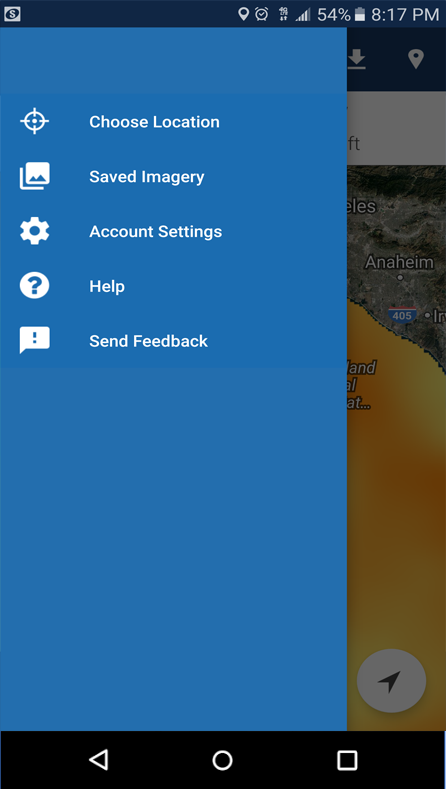 S
4G
54% 8:17 PM
Choose Location
Saved Imagery
Account Settings
Help
Send Feedback
ft
eles
Anaheim
405
Ir
land
al
at...